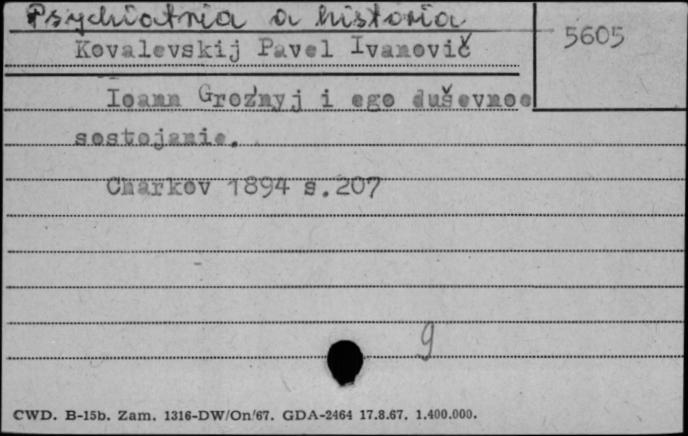 Psychiatria a historia
5605
Kovalevskij Pavel Ivanovič
Ioann Groznyj i ego duševnoe
sostojanie.
Charkov 1894 s.207
9
CWD. B-15b. Zam. 1316-DW/On/67. GDA-2464 17.8.67. 1.400.000.